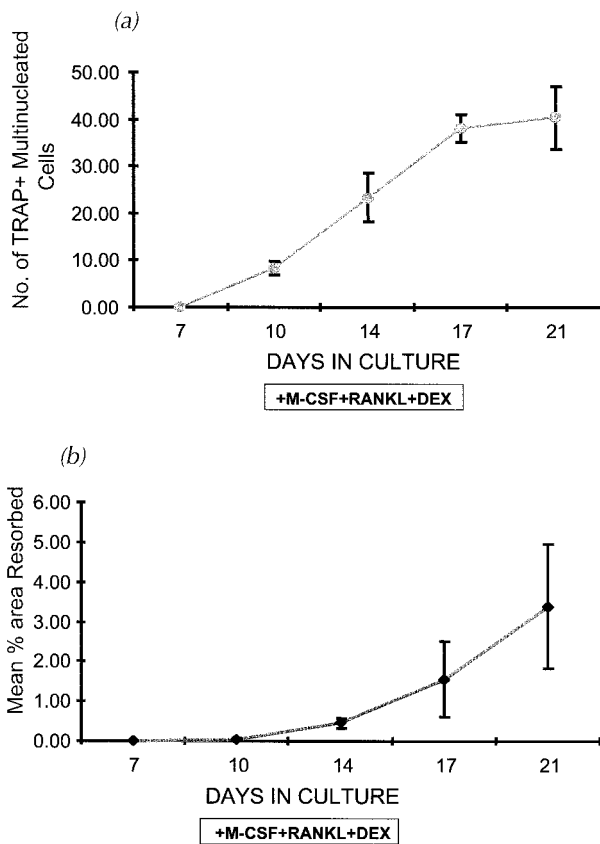 (a)
No. of TRAP+ Multinucleated
Cells
50.00
40.00
30.00
20.00
10.00
0.00
7 10 14 17 21
DAYS IN CULTURE
+M-CSF+RANKL+DEX
(b)
Mean % area Resorbed
6.00
5.00
4.00
3.00
2.00
1.00
0.00
7 10 14 17 21
DAYS IN CULTURE
+M-CSF+RANKL+DEX